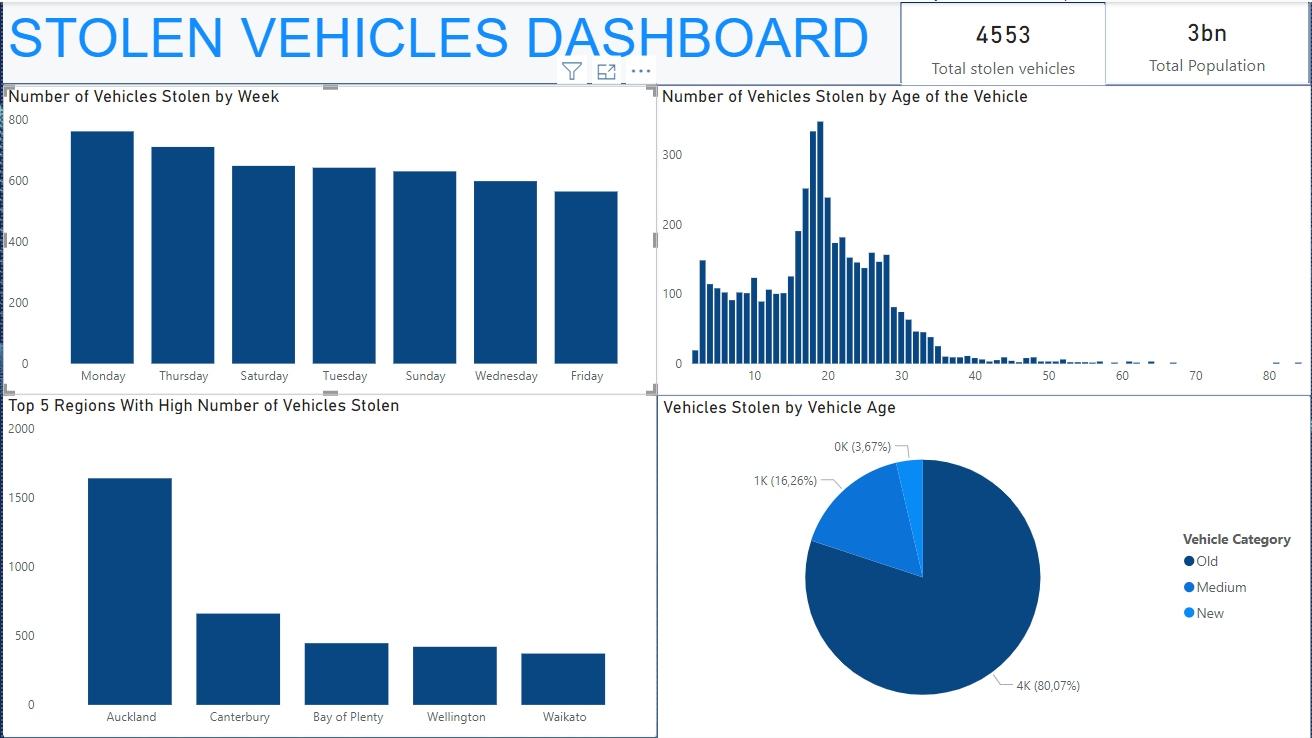 STOLEN VEHICLES DASHBOARD
4553
Total stolen vehicles
3bn
Total Population
Number of Vehicles Stolen by Week
800
600
400
200
0
Monday Thursday Saturday Tuesday Sunday Wednesday Friday
Number of Vehicles Stolen by Age of the Vehicle
300
200
100
0
10 20 30 40 50 60 70 80
Top 5 Regions With High Number of Vehicles Stolen
2000
1500
1000
500
0
Auckland Canterbury Bay of Plenty Wellington Waikato
Vehicles Stolen by Vehicle Age
0K (3,67%)
1K (16,26%)
4K (80,07%)
Vehicle Category
Old
Medium
New